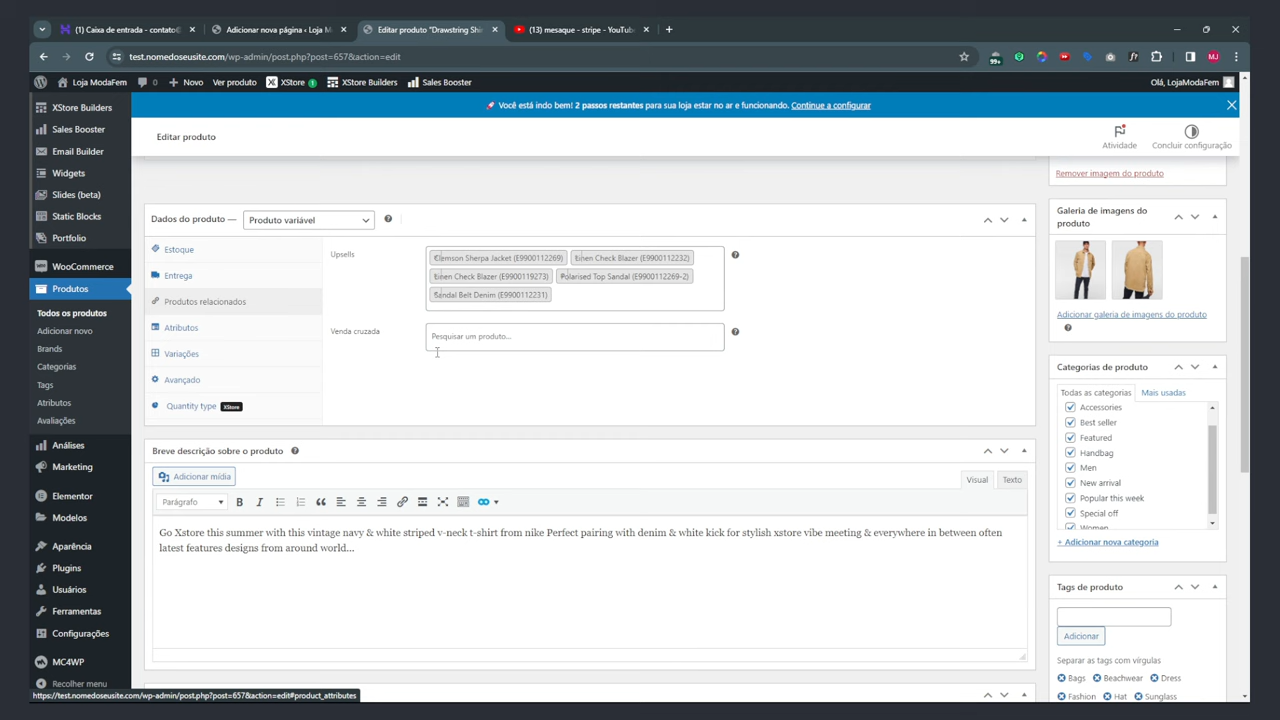 (1) Caixa de entrada - contato@
Adicionar nova página ‹ Loja M
Editar produto "Drawstring Shi
(13) mesaque - stripe - YouTube
test.nomedoseusite.com/wp-admin/post.php?post=657&action=edit
99+
MJ
Loja ModaFem
0
Novo
Ver produto
XStore
1
XStore Builders
Sales Booster
Olá, LojaModaFem
XStore Builders
Sales Booster
Email Builder
Widgets
Slides (beta)
Static Blocks
Portfolio
WooCommerce
Produtos
Todos os produtos
Adicionar novo
Brands
Categorias
Tags
Atributos
Avaliações
Análises
Marketing
Elementor
Modelos
Aparência
Plugins
Usuários
Ferramentas
Configurações
MC4WP
Recolher menu
🚀 Você está indo bem! 2 passos restantes para sua loja estar no ar e funcionando. Continue a configurar
Editar produto
Atividade
Concluir configuração
Dados do produto — Produto variável
Estoque
Entrega
Produtos relacionados
Atributos
Variações
Avançado
Quantity type XStore
Upsells
Clemson Sherpa Jacket (E9900112269)
Linen Check Blazer (E9900112232)
Linen Check Blazer (E9900119273)
Polarised Top Sandal (E9900112269-2)
Sandal Belt Denim (E9900112231)
Venda cruzada
Pesquisar um produto...
Breve descrição sobre o produto
Adicionar mídia
Visual
Texto
Parágrafo
Go Xstore this summer with this vintage navy & white striped v-neck t-shirt from nike Perfect pairing with denim & white kick for stylish xstore vibe meeting & everywhere in between often
latest features designs from around world...
Remover imagem do produto
Galeria de imagens do
produto
Adicionar galeria de imagens do produto
Categorias de produto
Todas as categorias
Mais usadas
Accessories
Best seller
Featured
Handbag
Men
New arrival
Popular this week
Special off
Women
+ Adicionar nova categoria
Tags de produto
Adicionar
Separar as tags com vírgulas
Bags
Beachwear
Dress
Fashion
Hat
Sunglass
https://test.nomedoseusite.com/wp-admin/post.php?post=657&action=edit#product_attributes